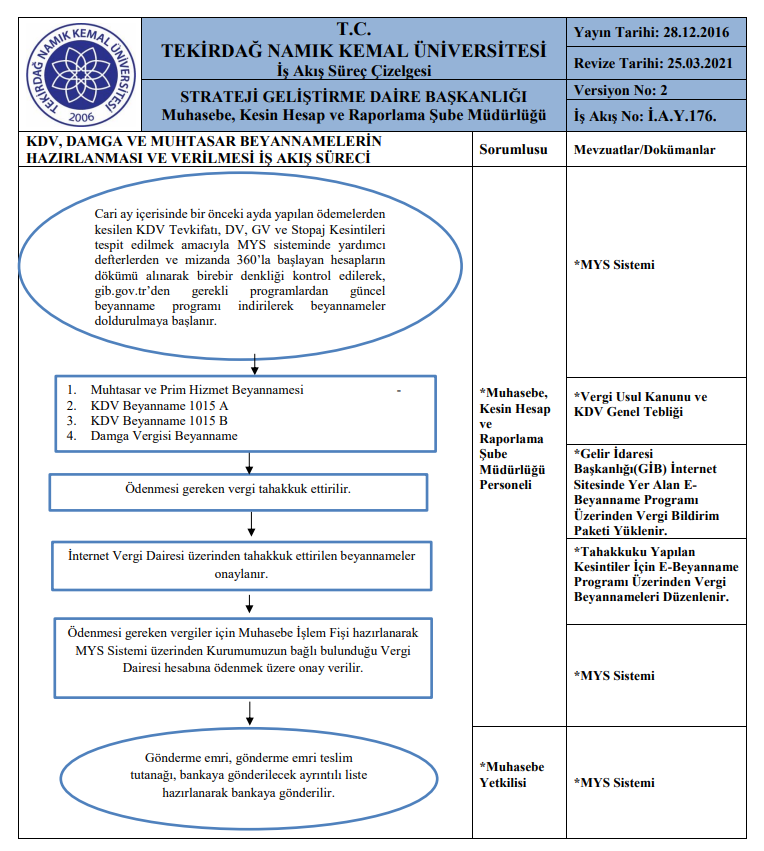 TEKİRDAĞ NAMIK KEMAL ÜNİVERSİTESİ
2006
T.C.
TEKİRDAĞ NAMIK KEMAL ÜNİVERSİTESİ
İş Akış Süreç Çizelgesi
STRATEJİ GELİŞTİRME DAİRE BAŞKANLIĞI
Muhasebe, Kesin Hesap ve Raporlama Şube Müdürlüğü
Yayın Tarihi: 28.12.2016
Revize Tarihi: 25.03.2021
Versiyon No: 2
İş Akış No: İ.A.Y.176.
KDV, DAMGA VE MUHTASAR BEYANNAMELERİN
HAZIRLANMASI VE VERİLMESİ İŞ AKIŞ SÜRECİ
Sorumlusu
Mevzuatlar/Dokümanlar
Cari ay içerisinde bir önceki ayda yapılan ödemelerden
kesilen KDV Tevkifatı, DV, GV ve Stopaj Kesintileri
tespit edilmek amacıyla MYS sisteminde yardımcı
defterlerden ve mizanda 360’la başlayan hesapların
dökümü alınarak birebir denkliği kontrol edilerek,
gib.gov.tr’den gerekli programlardan güncel
beyanname programı indirilerek beyannameler
doldurulmaya başlanır.
1. Muhtasar ve Prim Hizmet Beyannamesi -
2. KDV Beyanname 1015 A
3. KDV Beyanname 1015 B
4. Damga Vergisi Beyanname
Ödenmesi gereken vergi tahakkuk ettirilir.
İnternet Vergi Dairesi üzerinden tahakkuk ettirilen beyannameler
onaylanır.
Ödenmesi gereken vergiler için Muhasebe İşlem Fişi hazırlanarak
MYS Sistemi üzerinden Kurumumuzun bağlı bulunduğu Vergi
Dairesi hesabına ödenmek üzere onay verilir.
Gönderme emri, gönderme emri teslim
tutanağı, bankaya gönderilecek ayrıntılı liste
hazırlanarak bankaya gönderilir.
*Muhasebe,
Kesin Hesap
ve
Raporlama
Şube
Müdürlüğü
Personeli
*Muhasebe
Yetkilisi
*MYS Sistemi
*Vergi Usul Kanunu ve
KDV Genel Tebliği
*Gelir İdaresi
Başkanlığı(GİB) İnternet
Sitesinde Yer Alan E-
Beyanname Programı
Üzerinden Vergi Bildirim
Paketi Yüklenir.
*Tahakkuku Yapılan
Kesintiler İçin E-Beyanname
Programı Üzerinden Vergi
Beyannameleri Düzenlenir.
*MYS Sistemi
*MYS Sistemi